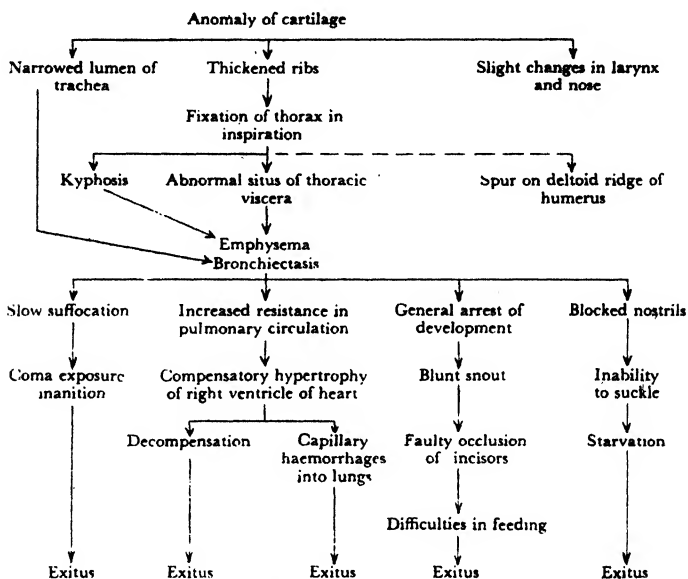 Anomaly of cartilage
Narrowed lumen of
trachea
Thickened ribs
Slight changes in larynx
and nose
Fixation of thorax in
inspiration
Kyphosis
Abnormal situs of thoracic
viscera
Spur on deltoid ridge of
humerus
Emphysema
Bronchiectasis
Slow suffocation
Increased resistance in
pulmonary circulation
General arrest of
development
Blocked nostrils
Coma exposure
inanition
Compensatory hypertrophy
of right ventricle of heart
Blunt snout
Inability
to suckle
Decompensation
Capillary
haemorrhages
into lungs
Faulty occlusion
of incisors
Starvation
Difficulties in feeding
Exitus
Exitus
Exitus
Exitus
Exitus